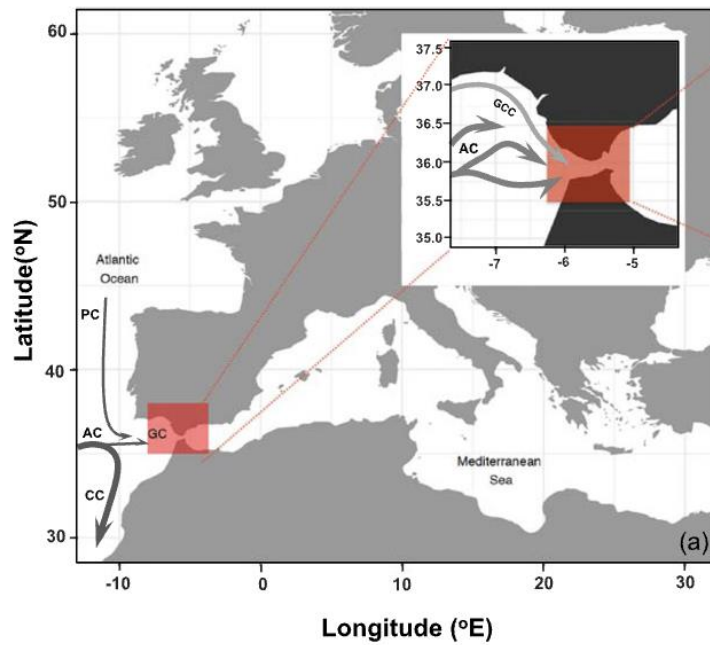 60
50
40
30
Latitude(°N)
-10
0
10
20
30
Longitude (°E)
Atlantic
Ocean
PC
AC
GC
CC
Mediterranean
Sea
(a)
37.5
37.0
36.5
36.0
35.5
35.0
-7
-6
-5
GCC
AC